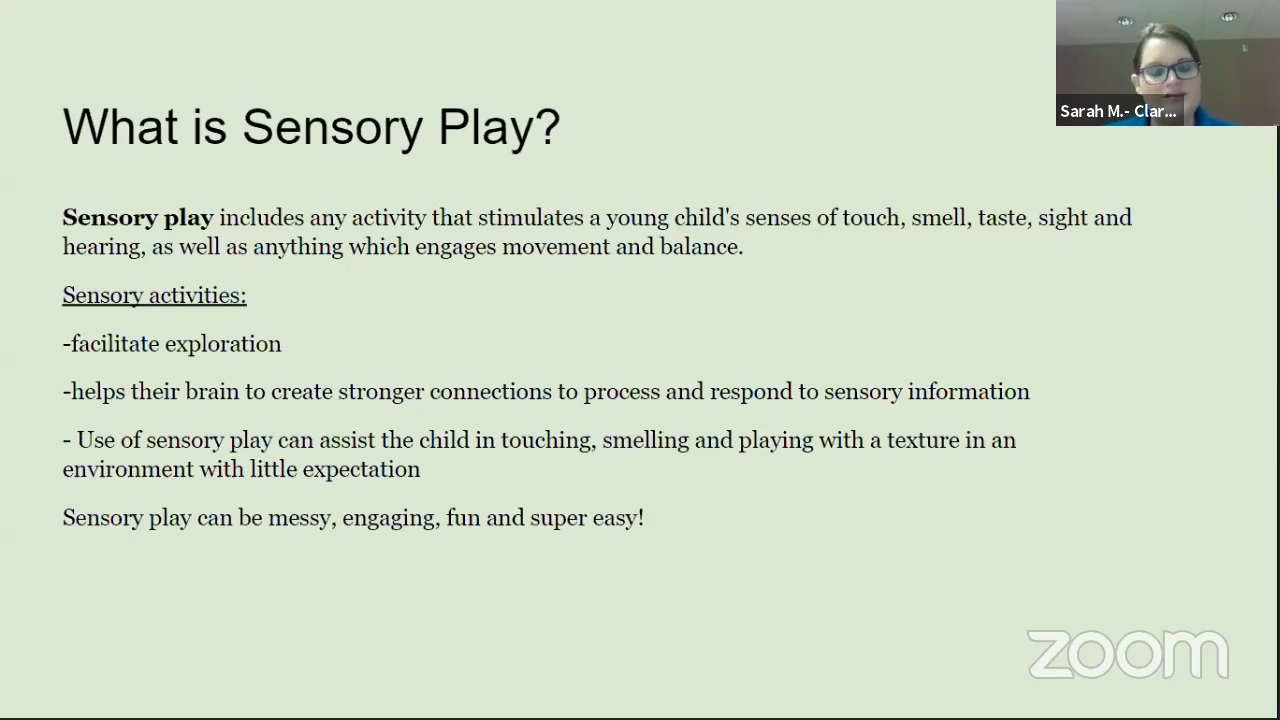 Sarah M.- Clar...
What is Sensory Play?
Sensory play includes any activity that stimulates a young child's senses of touch, smell, taste, sight and
hearing, as well as anything which engages movement and balance.
Sensory activities:
-facilitate exploration
-helps their brain to create stronger connections to process and respond to sensory information
- Use of sensory play can assist the child in touching, smelling and playing with a texture in an
environment with little expectation
Sensory play can be messy, engaging, fun and super easy!
zoom